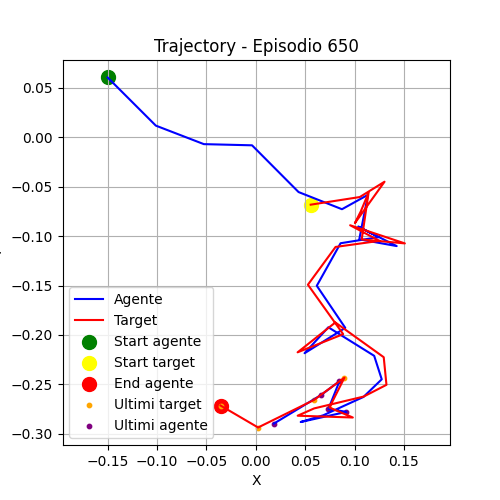 Trajectory - Episodio 650
0.05
0.00
−0.05
−0.10
−0.15
−0.20
−0.25
−0.30
Agente
Target
Start agente
Start target
End agente
Ultimi target
Ultimi agente
−0.15
−0.10
−0.05
0.00
0.05
0.10
0.15
X